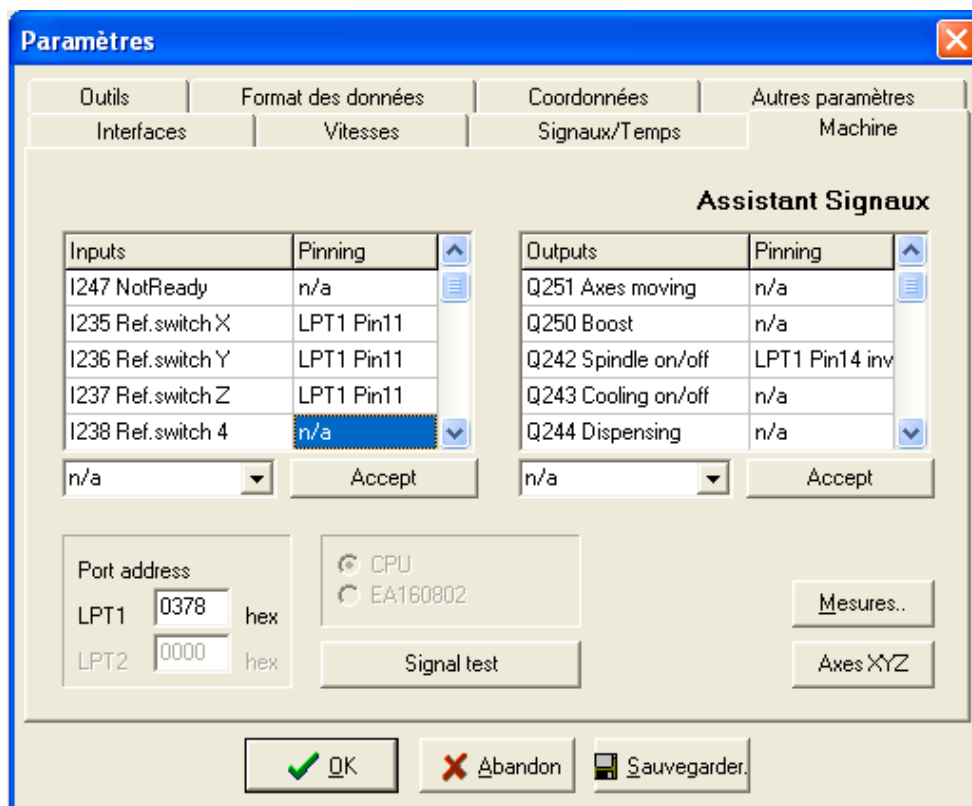 Paramètres
Outils Format des données Coordonnées Autres paramètres
Interfaces Vitesses Signaux/Temps Machine
Assistant Signaux
Inputs Pinning Outputs Pinning
I247 NotReady n/a Q251 Axes moving n/a
I235 Ref.switch X LPT1 Pin11 Q250 Boost n/a
I236 Ref.switch Y LPT1 Pin11 Q242 Spindle on/off LPT1 Pin14 inv
I237 Ref.switch Z LPT1 Pin11 Q243 Cooling on/off n/a
I238 Ref.switch 4 n/a Q244 Dispensing n/a
n/a Accept n/a Accept
Port address
LPT1 0378 hex
LPT2 0000 hex
CPU
EA160802
Signal test
Mesures..
Axes XYZ
OK Abandon Sauvegarder.